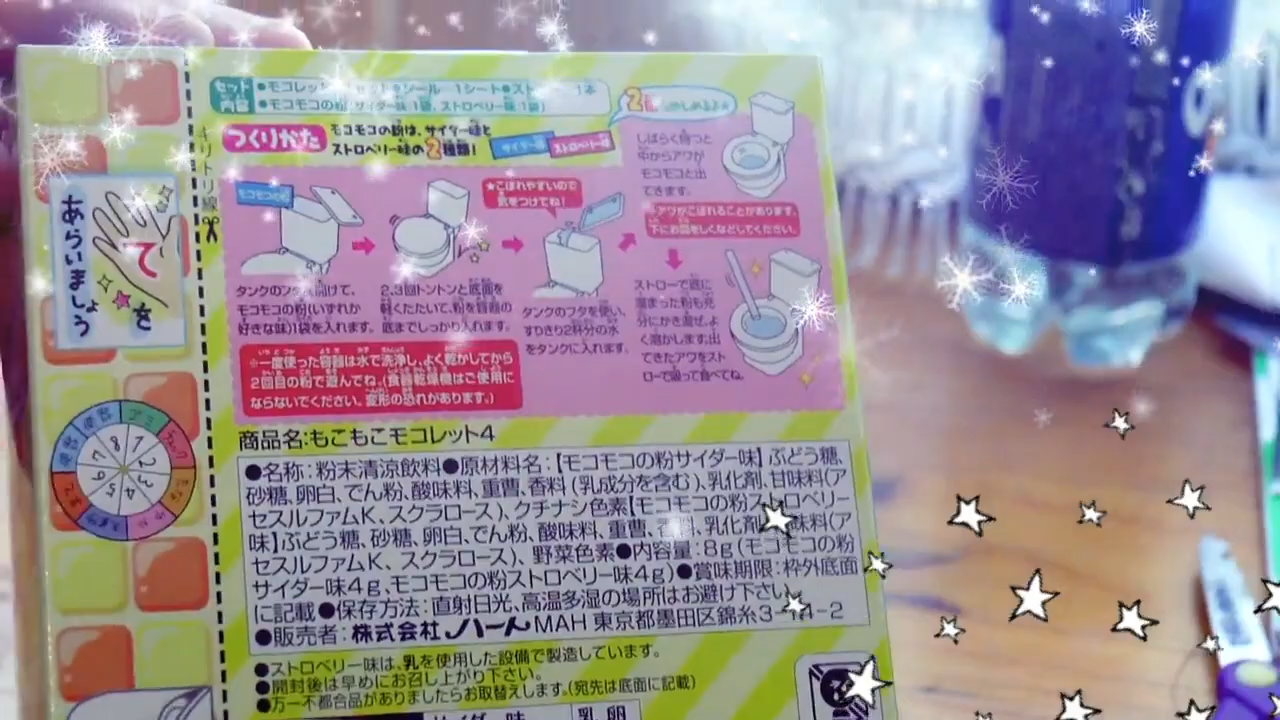 セット内容
●モコレット
シール 1シート●スト 1本
●モコモコの粉(サイダー味1袋、ストロベリー味1袋)
つくりかた
モコモコの粉は、サイダー味と
ストロベリー味の2種類!
サイダー味
ストロベリー味
キリトリ線
あらいましょう
てを
モコモコの粉
タンクのフタを開けて、
モコモコの粉(いずれか
好きな味)1袋を入れます。
2,3回トントンと底面を
軽くたたいて、粉を容器の
底までしっかり入れます。
★こぼれやすいので
気をつけてね!
タンクのフタを使い、
すりきり2杯分の水
をタンクに入れます。
しばらく待つと
中からアワが
モコモコと出
てきます。
※アワがこぼれることがあります。
下にお皿をしくなどしてください。
ストローで底に
溜まった粉も充
分にかき混ぜ、よ
く溶かします;出
てきたアワをスト
ローで吸って食べてね。
※一度使った容器は水で洗浄し、よく乾かしてから
2回目の粉で遊んでね。(食器乾燥機はご使用に
ならないでください。変形の恐れがあります。)
商品名:もこもこモコレット4
●名称:粉末清涼飲料●原材料名:【モコモコの粉サイダー味】ぶどう糖、
砂糖、卵白、でん粉、酸味料、重曹、香料(乳成分を含む)、乳化剤、甘味料(ア
セスルファムK、スクラロース)、クチナシ色素【モコモコの粉ストロベリー
味】ぶどう糖、砂糖、卵白、でん粉、酸味料、重曹、香料、乳化剤、甘味料(ア
セスルファムK、スクラロース)、野菜色素●内容量:8g(モコモコの粉
サイダー味4g、モコモコの粉ストロベリー味4g)●賞味期限:枠外底面
に記載●保存方法:直射日光、高温多湿の場所はお避け下さい。
●販売者:株式会社ハートMAH 東京都墨田区錦糸3-
●ストロベリー味は、乳を使用した設備で製造しています。
●開封後は早めにお召し上がり下さい。
●万一不都合品がありましたらお取替えします。(宛先は底面に記載)
サイダー味 乳 卵